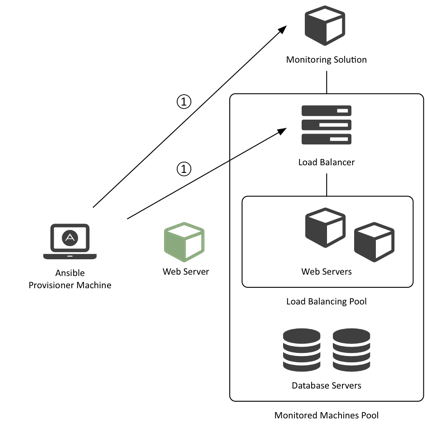 Monitoring Solution
①
Load Balancer
①
A
Ansible
Provisioner Machine
Web Server
Web Servers
Load Balancing Pool
Database Servers
Monitored Machines Pool